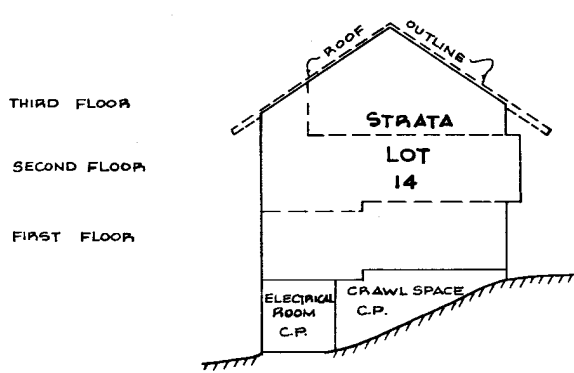 ROOF OUTLINE
THIRD FLOOR
STRATA
LOT
14
SECOND FLOOR
FIRST FLOOR
ELECTRICAL
ROOM
C.P.
CRAWL SPACE
C.P.